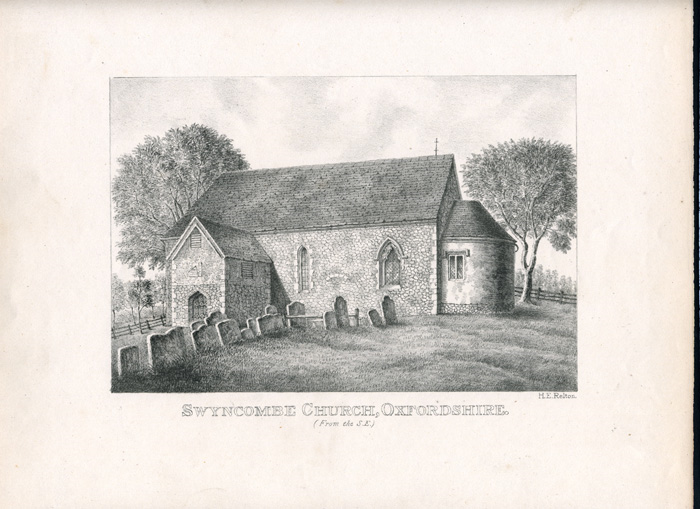 H.E.Relton.
Swyncombe Church, Oxfordshire.
(From the S.E.)